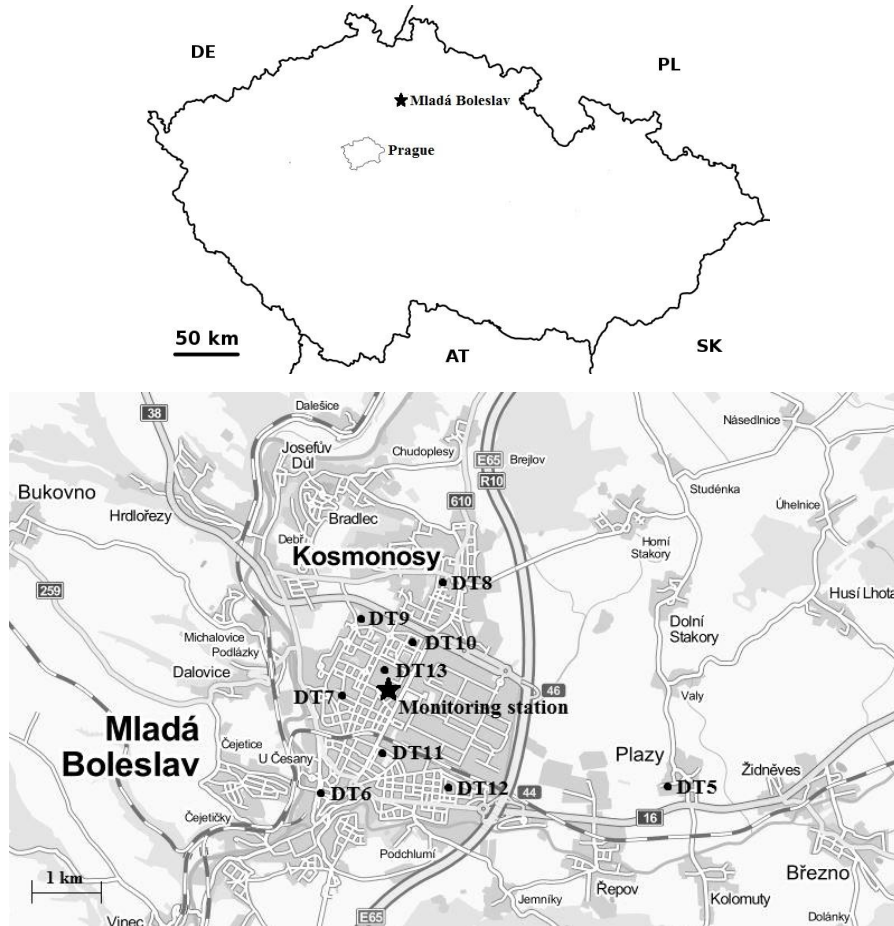 DE
PL
Mladá Boleslav
Prague
50 km
AT
SK
38
Dalešice
Násedlnice
Josefův
Důl
Chudoplesy
E65
Brejlov
R10
Bukovno
610
Studénka
Úhelnice
Hrdlořezy
Bradlec
Debř
Horní
Stakory
Kosmonosy
DT8
259
Husí Lhota
DT9
Dolní
Stakory
Michalovice
Podlázky
DT10
Dalovice
DT13
DT7
46
Valy
Monitoring station
Mladá
Boleslav
Čejetice
U Česany
DT11
Plazy
Židněves
DT12
DT5
DT6
44
16
Čejetičky
Podchlumí
Březno
1 km
Řepov
Jemníky
Kolomuty
Vinec
E65
Dolánky